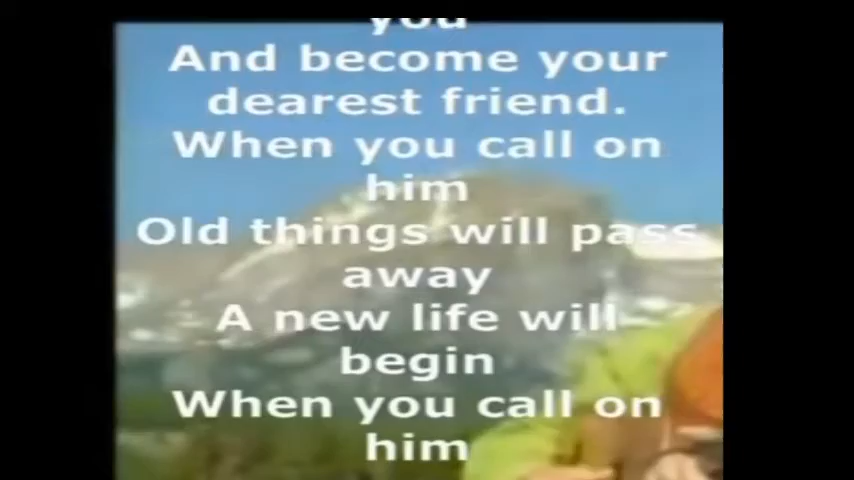 you
And become your
dearest friend.
When you call on
him
Old things will pass
away
A new life will
begin
When you call on
him